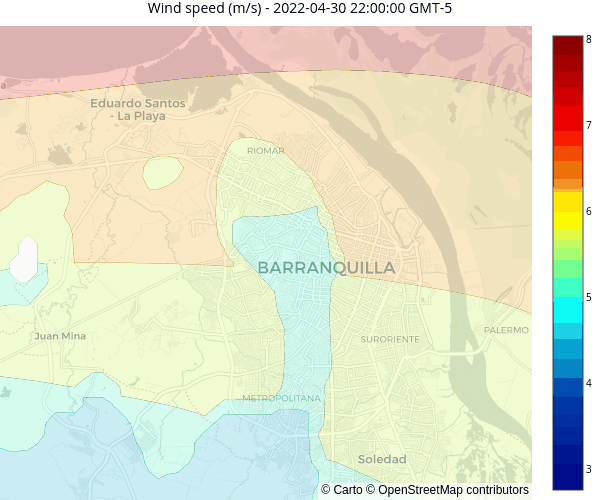 Wind speed (m/s) - 2022-04-30 22:00:00 GMT-5
8
a
Eduardo Santos
- La Playa
7
RIOMAR
6
BARRANQUILLA
5
PALERMO
Juan Mina
SURORIENTE
4
METROPOLITANA
Soledad
3
© Carto © OpenStreetMap contributors